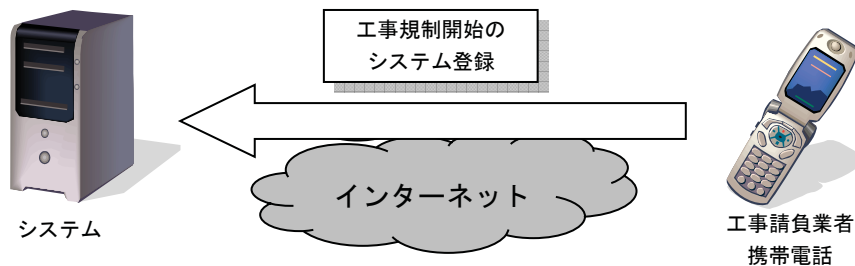 工事規制開始の
システム登録
インターネット
システム
工事請負業者
携帯電話